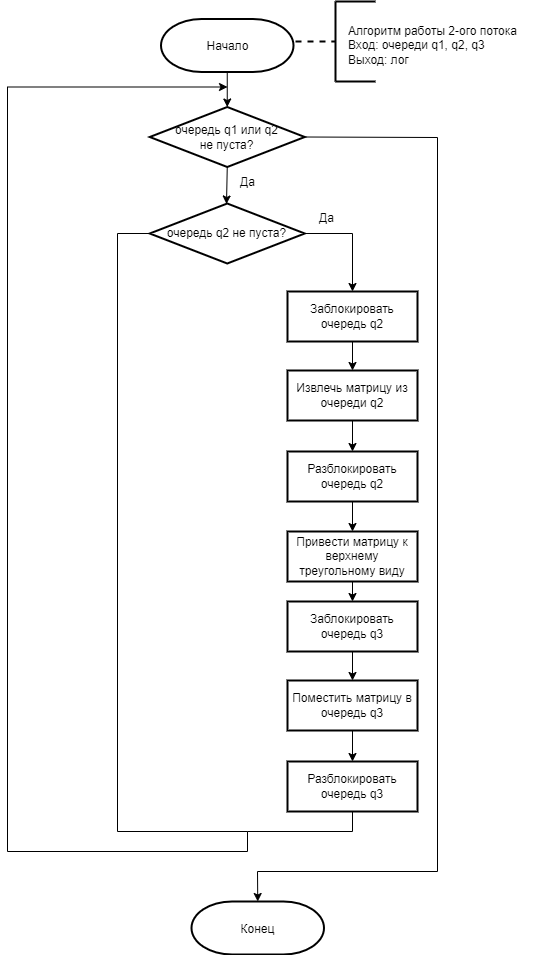 Начало
Алгоритм работы 2-ого потока
Вход: очереди q1, q2, q3
Выход: лог
очередь q1 или q2
не пуста?
Да
очередь q2 не пуста?
Да
Заблокировать
очередь q2
Извлечь матрицу из
очереди q2
Разблокировать
очередь q2
Привести матрицу к
верхнему
треугольному виду
Заблокировать
очередь q3
Поместить матрицу в
очередь q3
Разблокировать
очередь q3
Конец